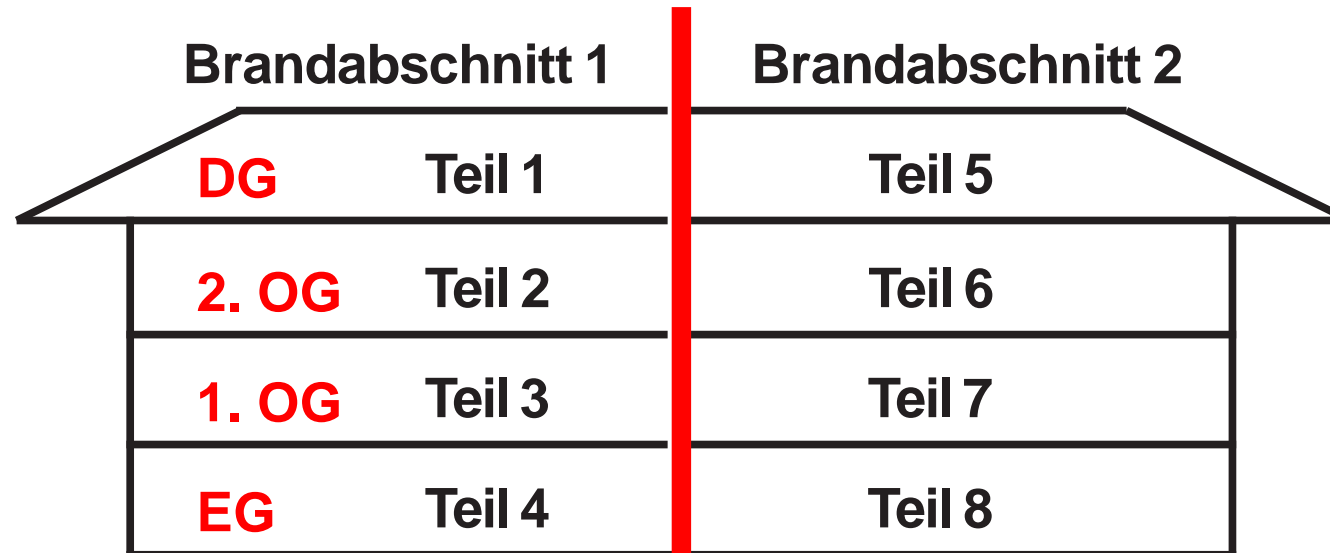 Brandabschnitt 1 Brandabschnitt 2
DG Teil 1 Teil 5
2. OG Teil 2 Teil 6
1. OG Teil 3 Teil 7
EG Teil 4 Teil 8